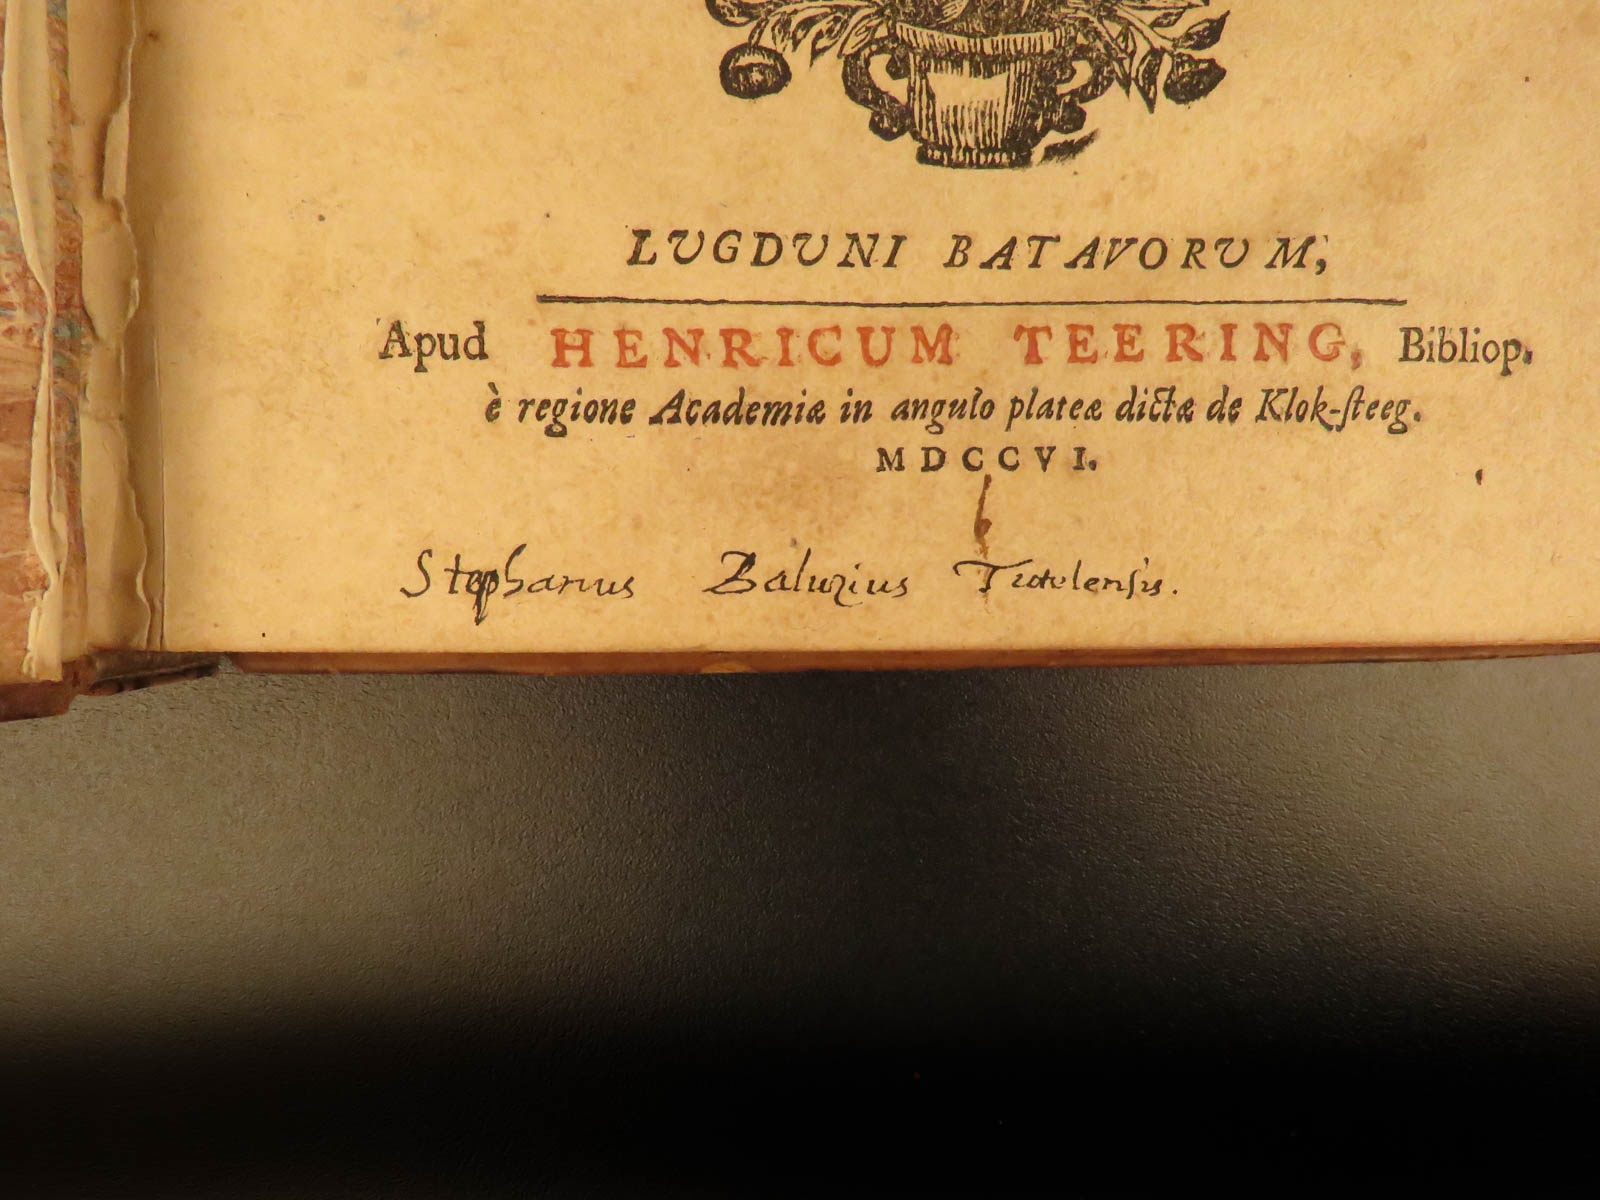 LUGDUNI BATAVORUM,
Apud HENRICUM TEERING, Bibliop.
è regione Academiæ in angulo plateæ dictæ de Klok-steeg.
MDCCVI.
Stephanus Baluzius Tutelensis.